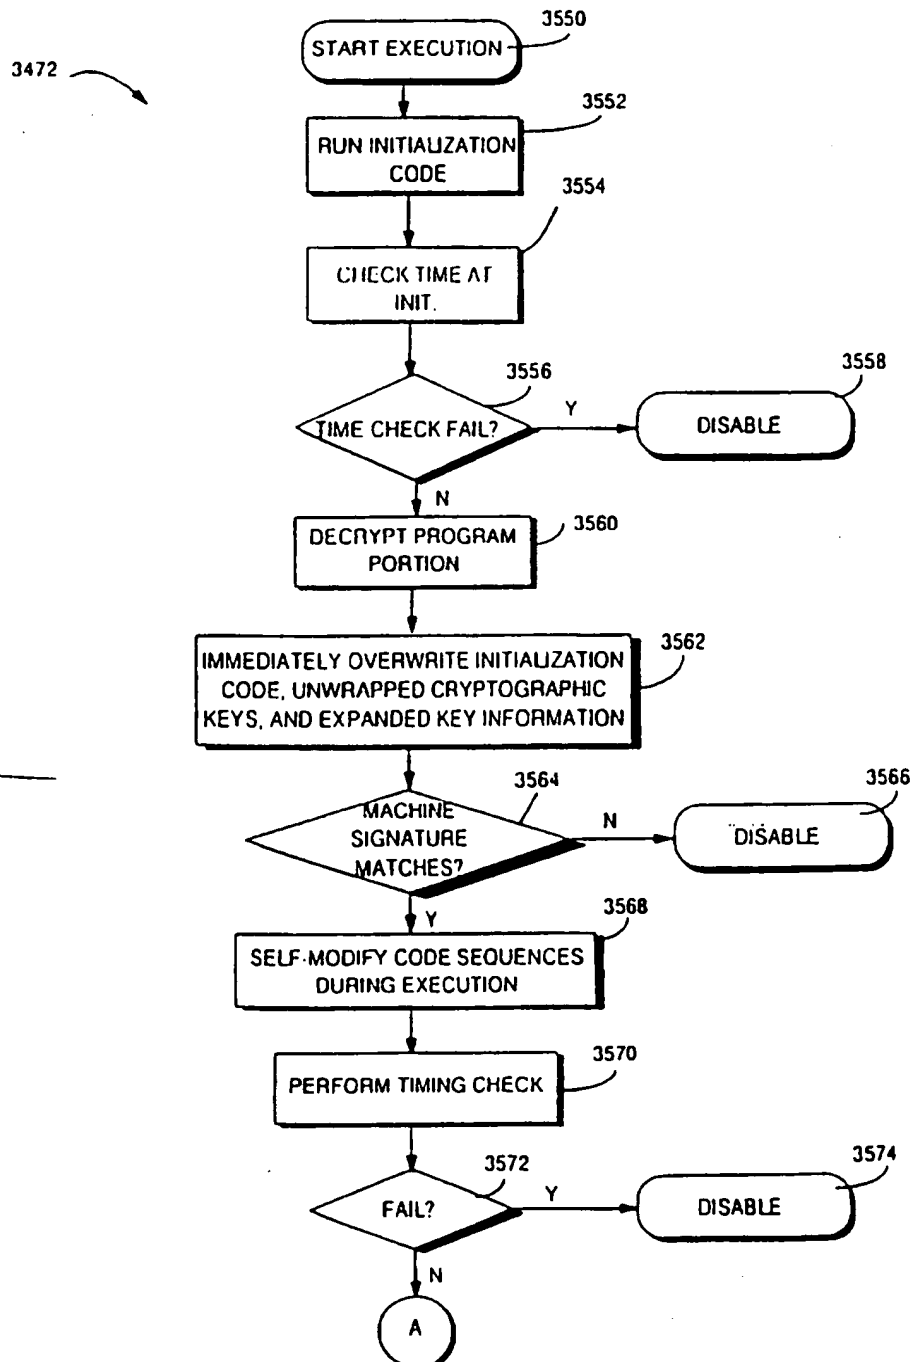 3550
START EXECUTION
3472
3552
RUN INITIALIZATION
CODE
3554
CHECK TIME AT
INIT.
3556
TIME CHECK FAIL?
Y
3558
DISABLE
N
3560
DECRYPT PROGRAM
PORTION
3562
IMMEDIATELY OVERWRITE INITIALIZATION
CODE, UNWRAPPED CRYPTOGRAPHIC
KEYS, AND EXPANDED KEY INFORMATION
3564
MACHINE
SIGNATURE
MATCHES?
N
3566
DISABLE
Y
3568
SELF-MODIFY CODE SEQUENCES
DURING EXECUTION
3570
PERFORM TIMING CHECK
3572
FAIL?
Y
3574
DISABLE
N
A